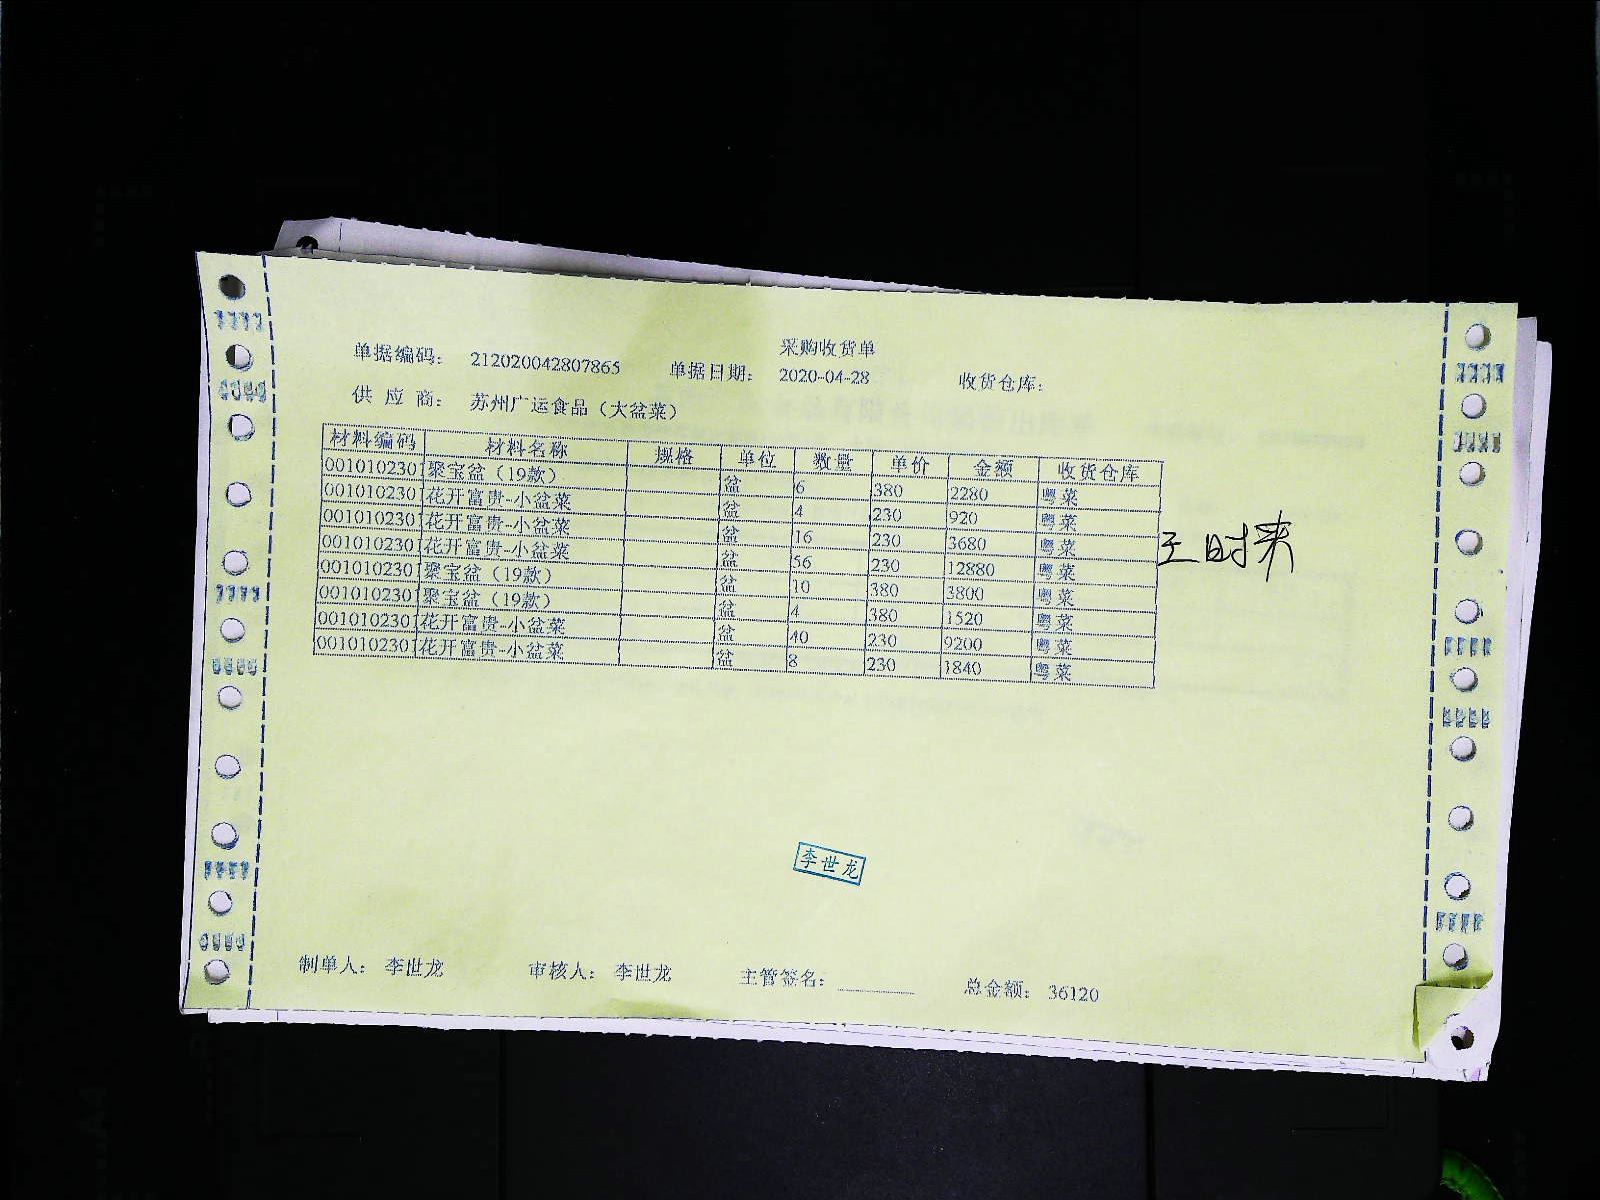 采购收货单
单据编码: 212020042807865 单据日期: 2020-04-28 收货仓库:
供 应 商: 苏州广运食品（大盆菜）
材料编码 材料名称 规格 单位 数量 单价 金额 收货仓库
0010102301 聚宝盆（19款） 盆 6 380 2280 粤菜
0010102301 花开富贵-小盆菜 盆 4 230 920 粤菜
0010102301 花开富贵-小盆菜 盆 16 230 3680 粤菜
0010102301 花开富贵-小盆菜 盆 56 230 12880 粤菜
0010102301 聚宝盆（19款） 盆 10 380 3800 粤菜
0010102301 聚宝盆（19款） 盆 4 380 1520 粤菜
0010102301 花开富贵-小盆菜 盆 40 230 9200 粤菜
0010102301 花开富贵-小盆菜 盆 8 230 1840 粤菜
王时来
李世龙
制单人: 李世龙 审核人: 李世龙 主管签名: 总金额: 36120